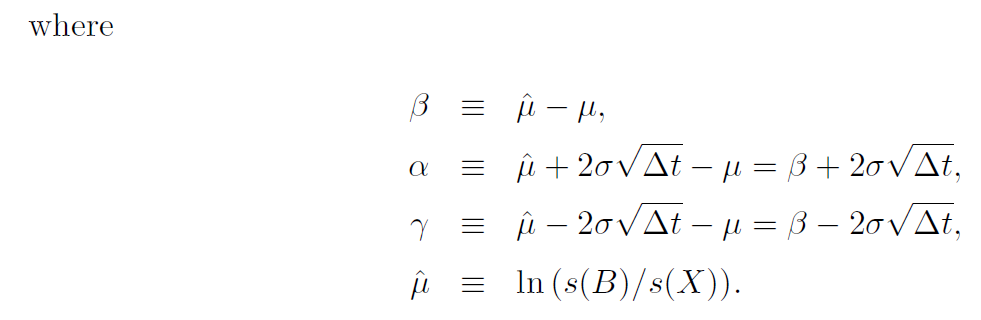 where
β ≡ μ̂ − μ,
α ≡ μ̂ + 2σ√Δt − μ = β + 2σ√Δt,
γ ≡ μ̂ − 2σ√Δt − μ = β − 2σ√Δt,
μ̂ ≡ ln (s(B)/s(X)).